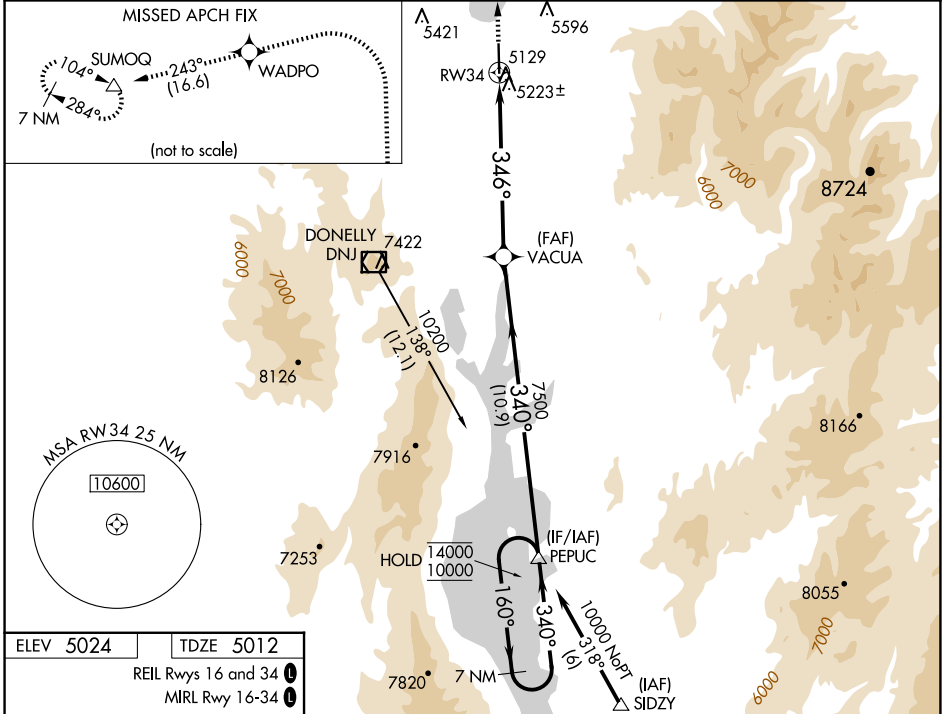 MISSED APCH FIX
SUMOQ
104°
284°
7 NM
243°
(16.6)
WADPO
(not to scale)
5421
5596
RW34
5129
5223±
346°
6000
7000
8724
DONELLY
DNJ
7422
(FAF)
VACUA
6000
7000
10200
138°
(12.1)
8126
7500
340°
(10.9)
8166
MSA RW34 25 NM
10600
7916
7253
HOLD
14000
10000
(IF/IAF)
PEPUC
160°
340°
(6)
10000 NoPT
318°
8055
7000
6000
7 NM
(IAF)
SIDZY
7820
ELEV 5024
TDZE 5012
REIL Rwys 16 and 34 L
MIRL Rwy 16-34 L